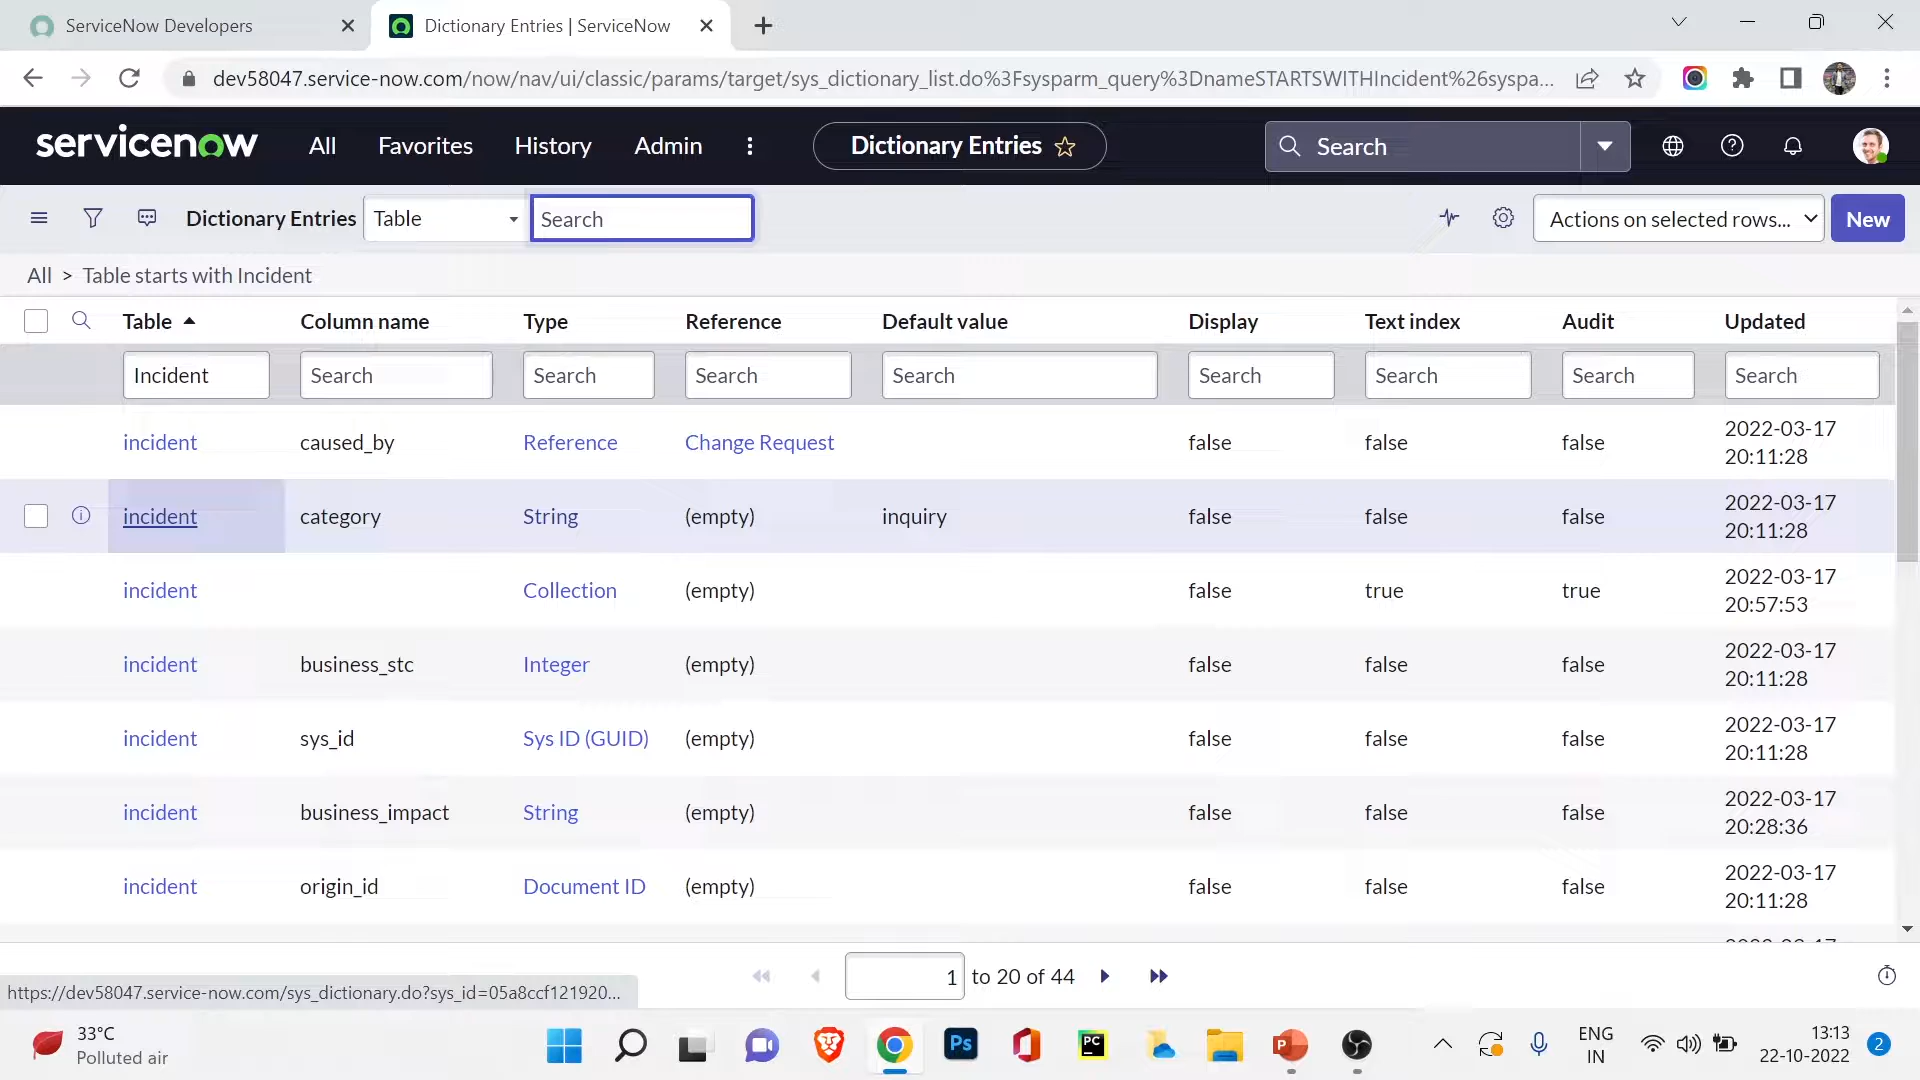 ServiceNow Developers
Dictionary Entries | ServiceNow
dev58047.service-now.com/now/nav/ui/classic/params/target/sys_dictionary_list.do%3Fsysparm_query%3DnameSTARTSWITHIncident%26syspa...
servicenow
All
Favorites
History
Admin
Dictionary Entries
Search
Dictionary Entries
Table
Search
Actions on selected rows...
New
All > Table starts with Incident
Table Column name Type Reference Default value Display Text index Audit Updated
Incident Search Search Search Search Search Search Search Search
incident caused_by Reference Change Request false false false 2022-03-17
20:11:28
incident category String (empty) inquiry false false false 2022-03-17
20:11:28
incident Collection (empty) false true true 2022-03-17
20:57:53
incident business_stc Integer (empty) false false false 2022-03-17
20:11:28
incident sys_id Sys ID (GUID) (empty) false false false 2022-03-17
20:11:28
incident business_impact String (empty) false false false 2022-03-17
20:28:36
incident origin_id Document ID (empty) false false false 2022-03-17
20:11:28
1 to 20 of 44
https://dev58047.service-now.com/sys_dictionary.do?sys_id=05a8ccf121920...
33°C
Polluted air
Ps
PC
P
ENG
IN
13:13
22-10-2022
2